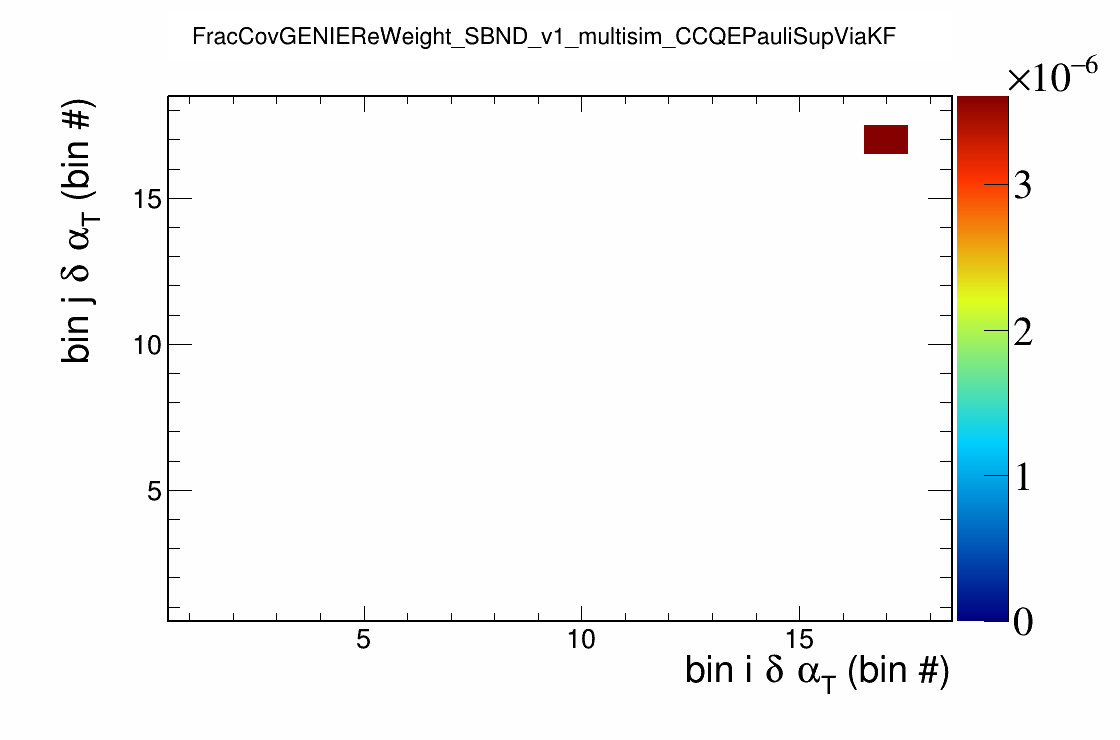 FracCovGENIEReWeight_SBND_v1_multisim_CCQEPauliSupViaKF
×10⁻⁶
bin j δ α_T (bin #)
15
10
5
3
2
1
0
5 10 15
bin i δ α_T (bin #)